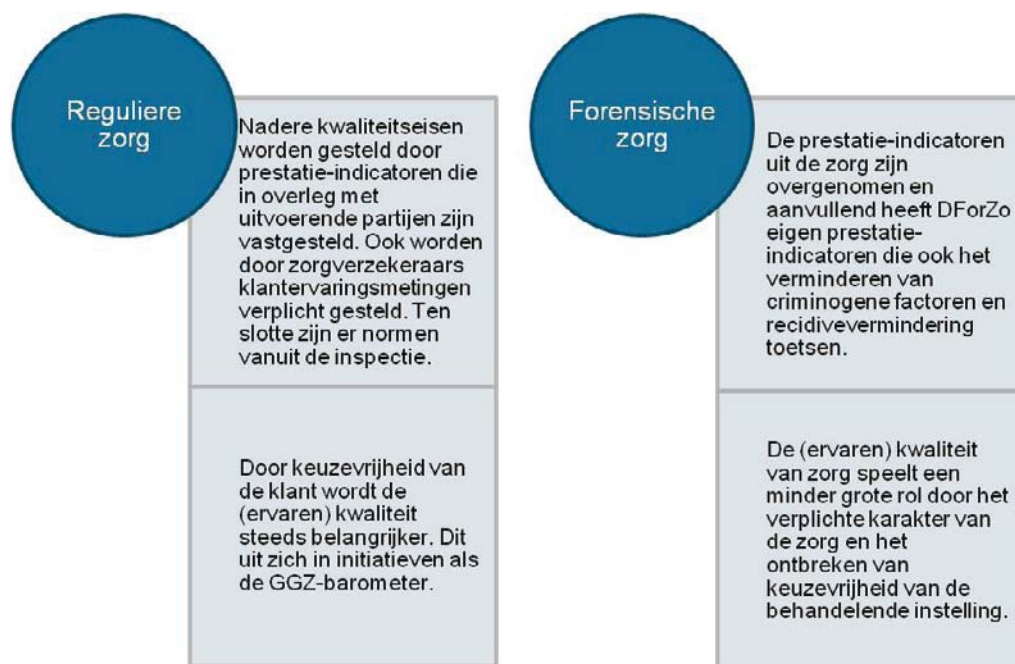 Reguliere
zorg
Nadere kwaliteitseisen
worden gesteld door
prestatie-indicatoren die
in overleg met
uitvoerende partijen zijn
vastgesteld. Ook worden
door zorgverzekeraars
klantervaringsmetingen
verplicht gesteld. Ten
slotte zijn er normen
vanuit de inspectie.
Door keuzevrijheid van
de klant wordt de
(ervaren) kwaliteit
steeds belangrijker. Dit
uit zich in initiatieven als
de GGZ-barometer.
Forensische
zorg
De prestatie-indicatoren
uit de zorg zijn
overgenomen en
aanvullend heeft DForZo
eigen prestatie-
indicatoren die ook het
verminderen van
criminogene factoren en
recidivevermindering
toetsen.
De (ervaren) kwaliteit
van zorg speelt een
minder grote rol door het
verplichte karakter van
de zorg en het
ontbreken van
keuzevrijheid van de
behandelende instelling.